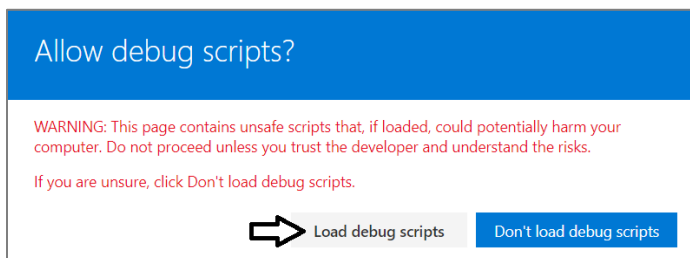 Allow debug scripts?
WARNING: This page contains unsafe scripts that, if loaded, could potentially harm your
computer. Do not proceed unless you trust the developer and understand the risks.
If you are unsure, click Don't load debug scripts.
Load debug scripts
Don't load debug scripts